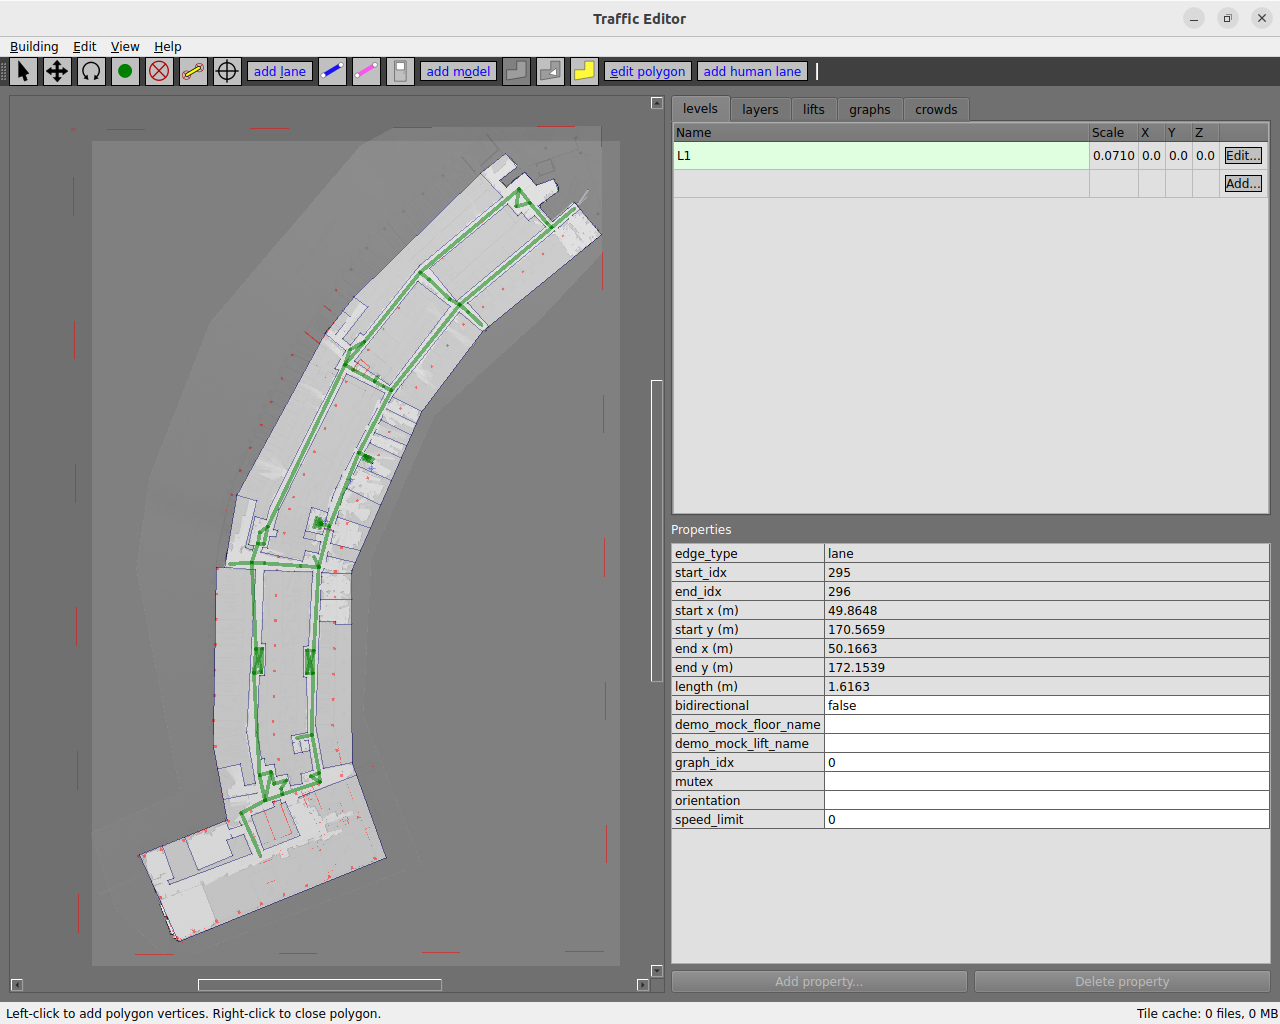 Traffic Editor
Building Edit View Help
add lane add model edit polygon add human lane
levels layers lifts graphs crowds
Name Scale X Y Z
L1 0.0710 0.0 0.0 0.0 Edit...
Add...
Properties
edge_type lane
start_idx 295
end_idx 296
start x (m) 49.8648
start y (m) 170.5659
end x (m) 50.1663
end y (m) 172.1539
length (m) 1.6163
bidirectional false
demo_mock_floor_name
demo_mock_lift_name
graph_idx 0
mutex
orientation
speed_limit 0
Add property... Delete property
Left-click to add polygon vertices. Right-click to close polygon. Tile cache: 0 files, 0 MB